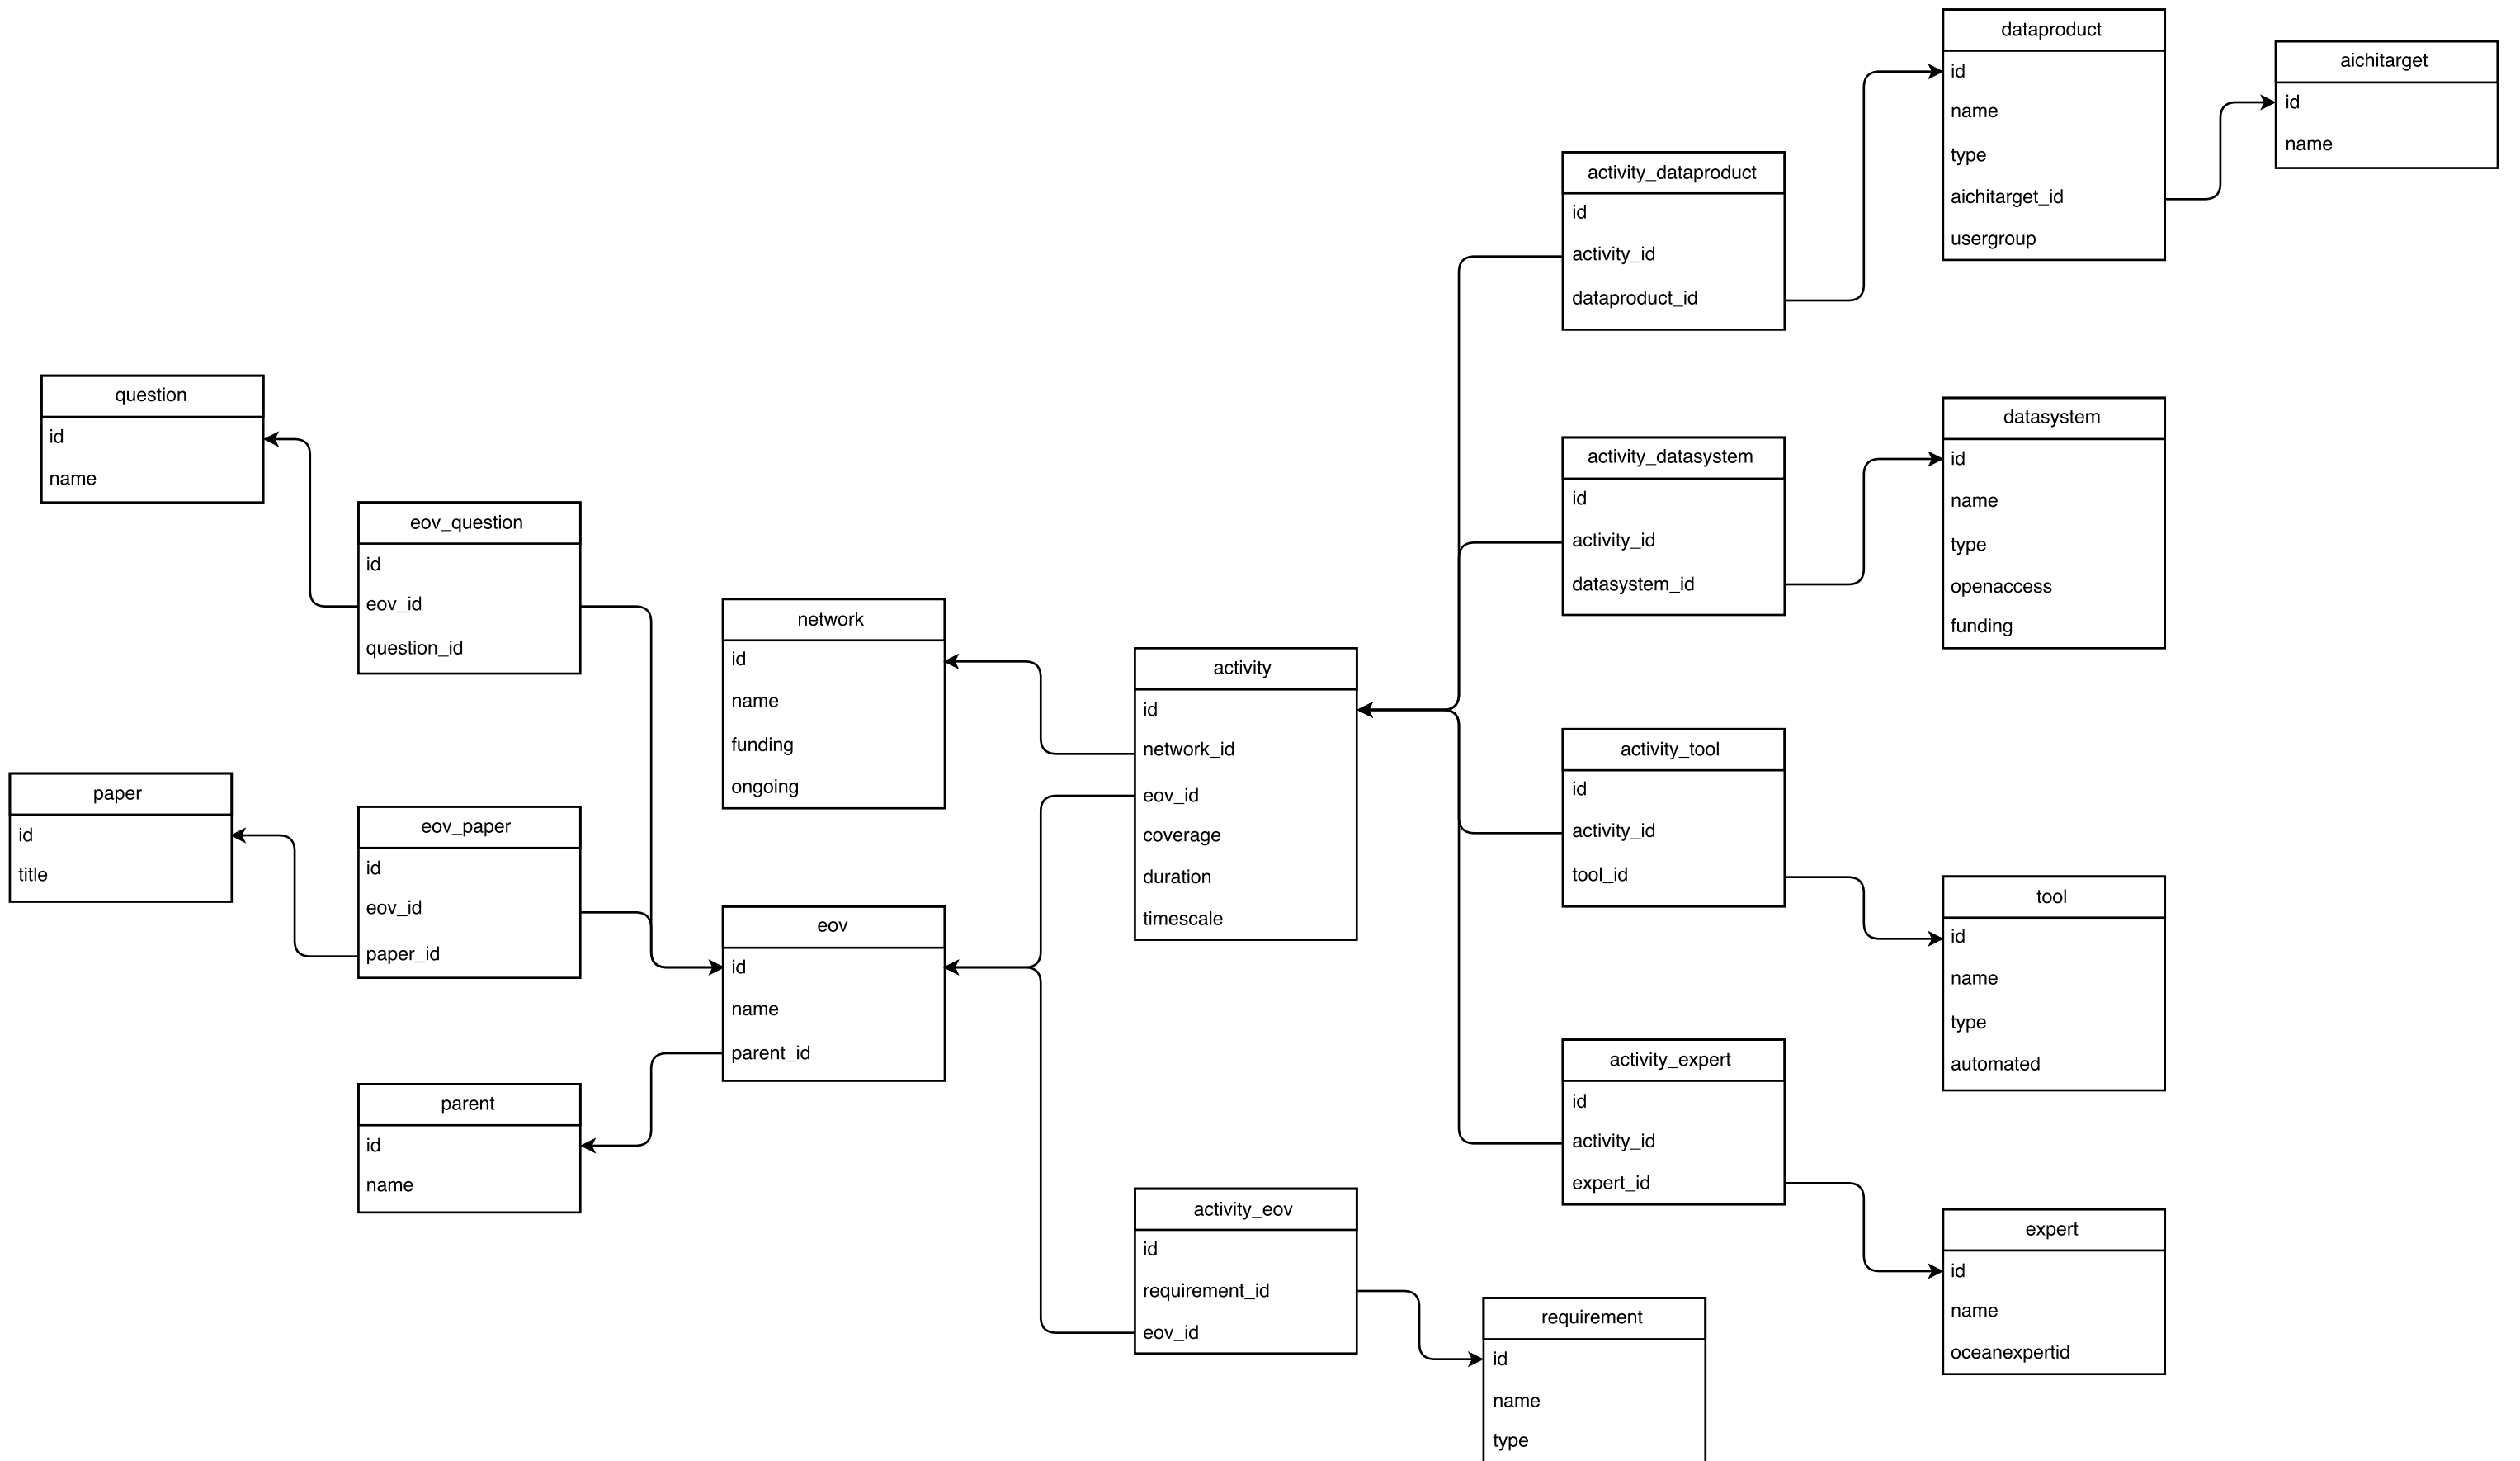 dataproduct
id
name
type
aichitarget_id
usergroup
aichitarget
id
name
activity_dataproduct
id
activity_id
dataproduct_id
question
id
name
datasystem
id
name
type
openaccess
funding
activity_datasystem
id
activity_id
datasystem_id
eov_question
id
eov_id
question_id
network
id
name
funding
ongoing
activity
id
network_id
eov_id
coverage
duration
timescale
activity_tool
id
activity_id
tool_id
paper
id
title
eov_paper
id
eov_id
paper_id
tool
id
name
type
automated
eov
id
name
parent_id
activity_expert
id
activity_id
expert_id
parent
id
name
activity_eov
id
requirement_id
eov_id
expert
id
name
oceanexpertid
requirement
id
name
type